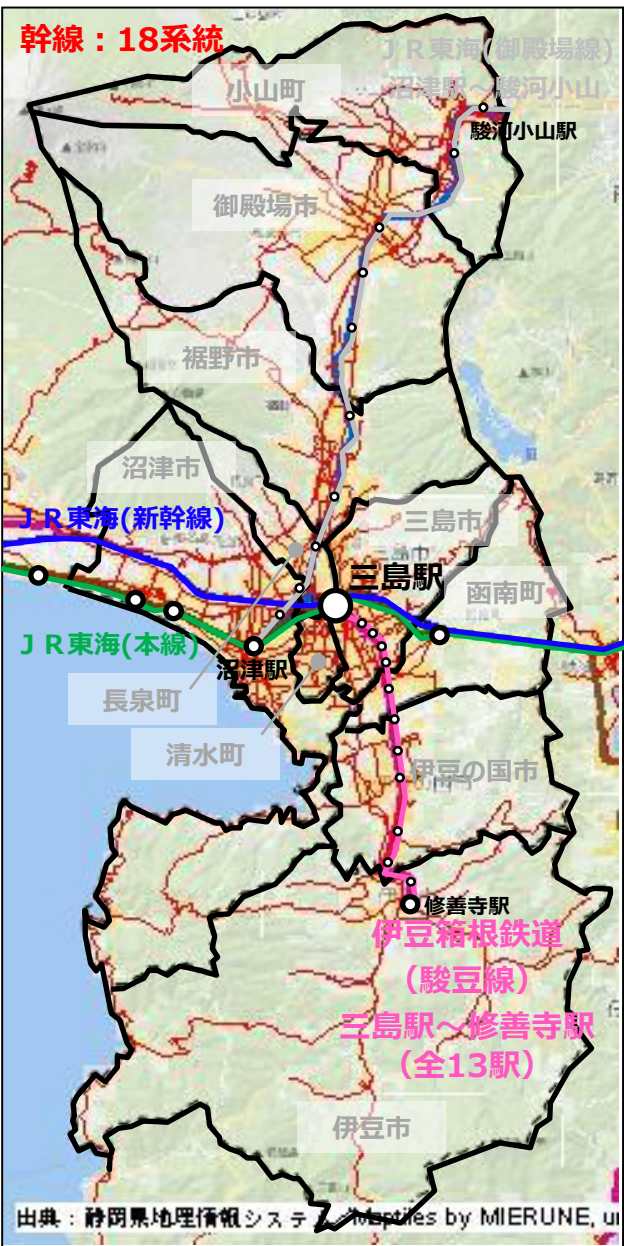 幹線：18系統
ＪＲ東海(御殿場線)
沼津駅～駿河小山
小山町
駿河小山駅
御殿場市
裾野市
沼津市
ＪＲ東海(新幹線)
三島市
三島駅
函南町
ＪＲ東海(本線)
沼津駅
長泉町
清水町
伊豆の国市
修善寺駅
伊豆箱根鉄道
（駿豆線）
三島駅～修善寺駅
（全13駅）
伊豆市
出典：静岡県地理情報システム Maptiles by MIERUNE, u